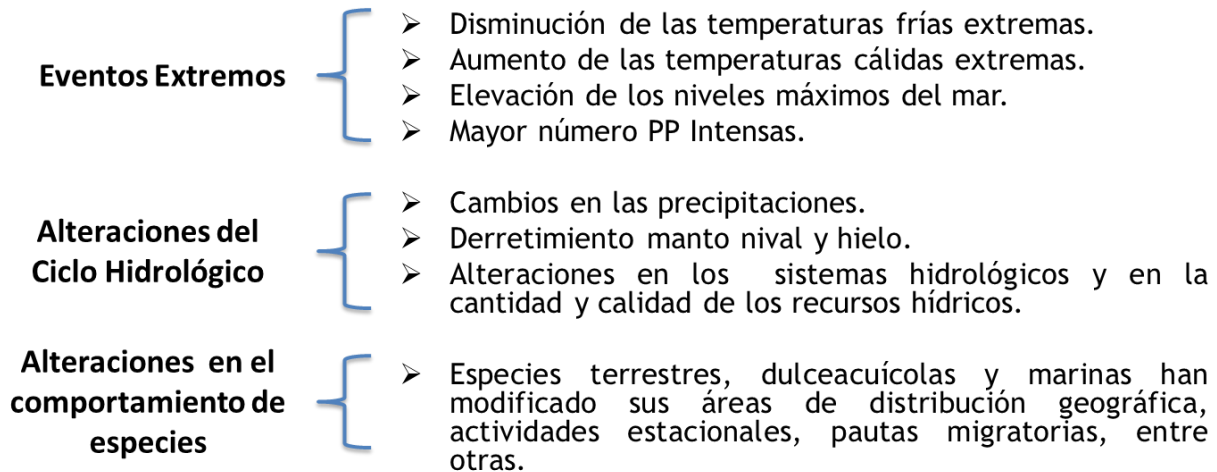 Eventos Extremos
➢ Disminución de las temperaturas frías extremas.
➢ Aumento de las temperaturas cálidas extremas.
➢ Elevación de los niveles máximos del mar.
➢ Mayor número PP Intensas.
Alteraciones del
Ciclo Hidrológico
➢ Cambios en las precipitaciones.
➢ Derretimiento manto nival y hielo.
➢ Alteraciones en los sistemas hidrológicos y en la
cantidad y calidad de los recursos hídricos.
Alteraciones en el
comportamiento de
especies
➢ Especies terrestres, dulceacuícolas y marinas han
modificado sus áreas de distribución geográfica,
actividades estacionales, pautas migratorias, entre
otras.